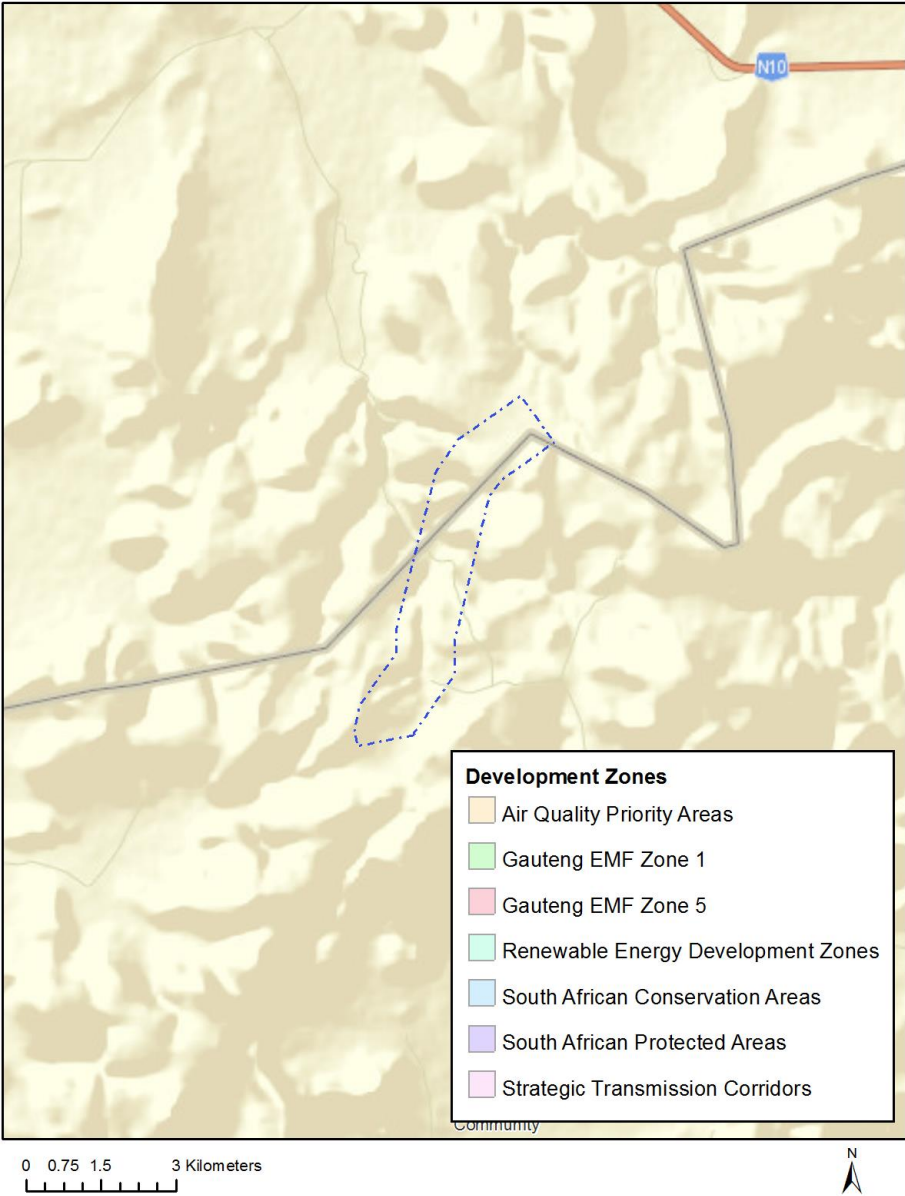 N10
Development Zones
Air Quality Priority Areas
Gauteng EMF Zone 1
Gauteng EMF Zone 5
Renewable Energy Development Zones
South African Conservation Areas
South African Protected Areas
Strategic Transmission Corridors
Community
0 0.75 1.5 3 Kilometers
N